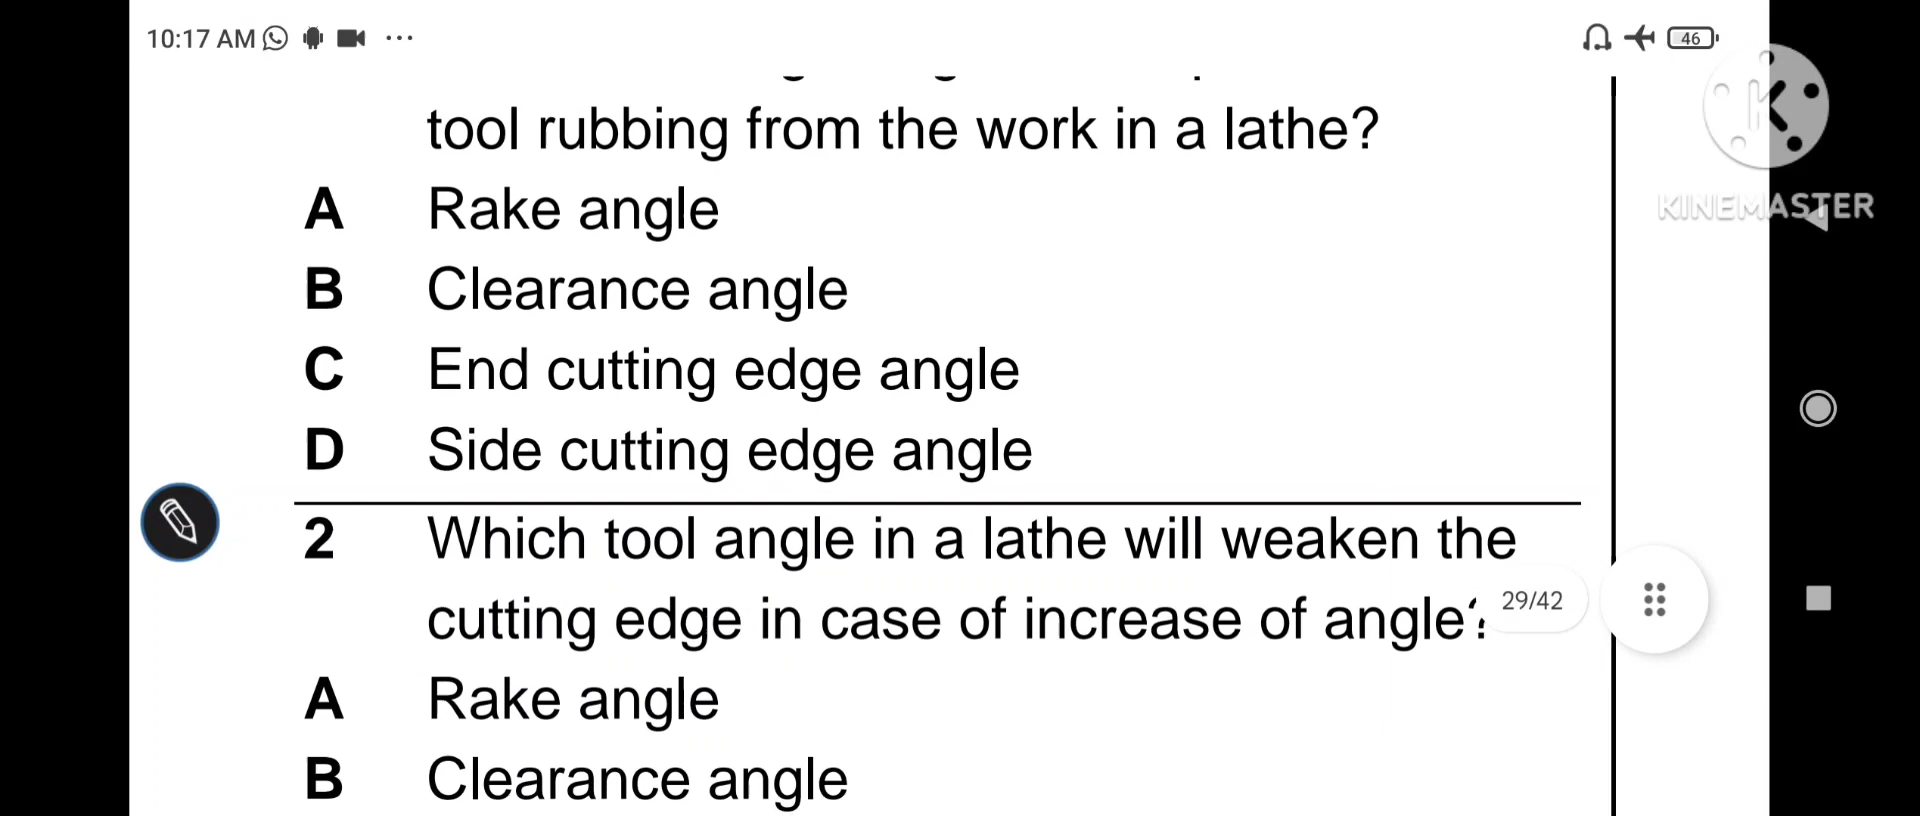 10:17 AM
46
tool rubbing from the work in a lathe?
KINEMASTER
A Rake angle
B Clearance angle
C End cutting edge angle
D Side cutting edge angle
2 Which tool angle in a lathe will weaken the
cutting edge in case of increase of angle?
29/42
A Rake angle
B Clearance angle